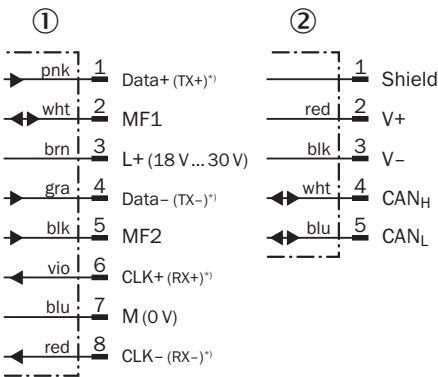 ① ②
pnk 1 Data+ (TX+)*)
wht 2 MF1
brn 3 L+ (18 V ... 30 V)
gra 4 Data– (TX–)*)
blk 5 MF2
vio 6 CLK+ (RX+)*)
blu 7 M (0 V)
red 8 CLK– (RX–)*)
1 Shield
red 2 V+
blk 3 V–
wht 4 CANH
blu 5 CANL